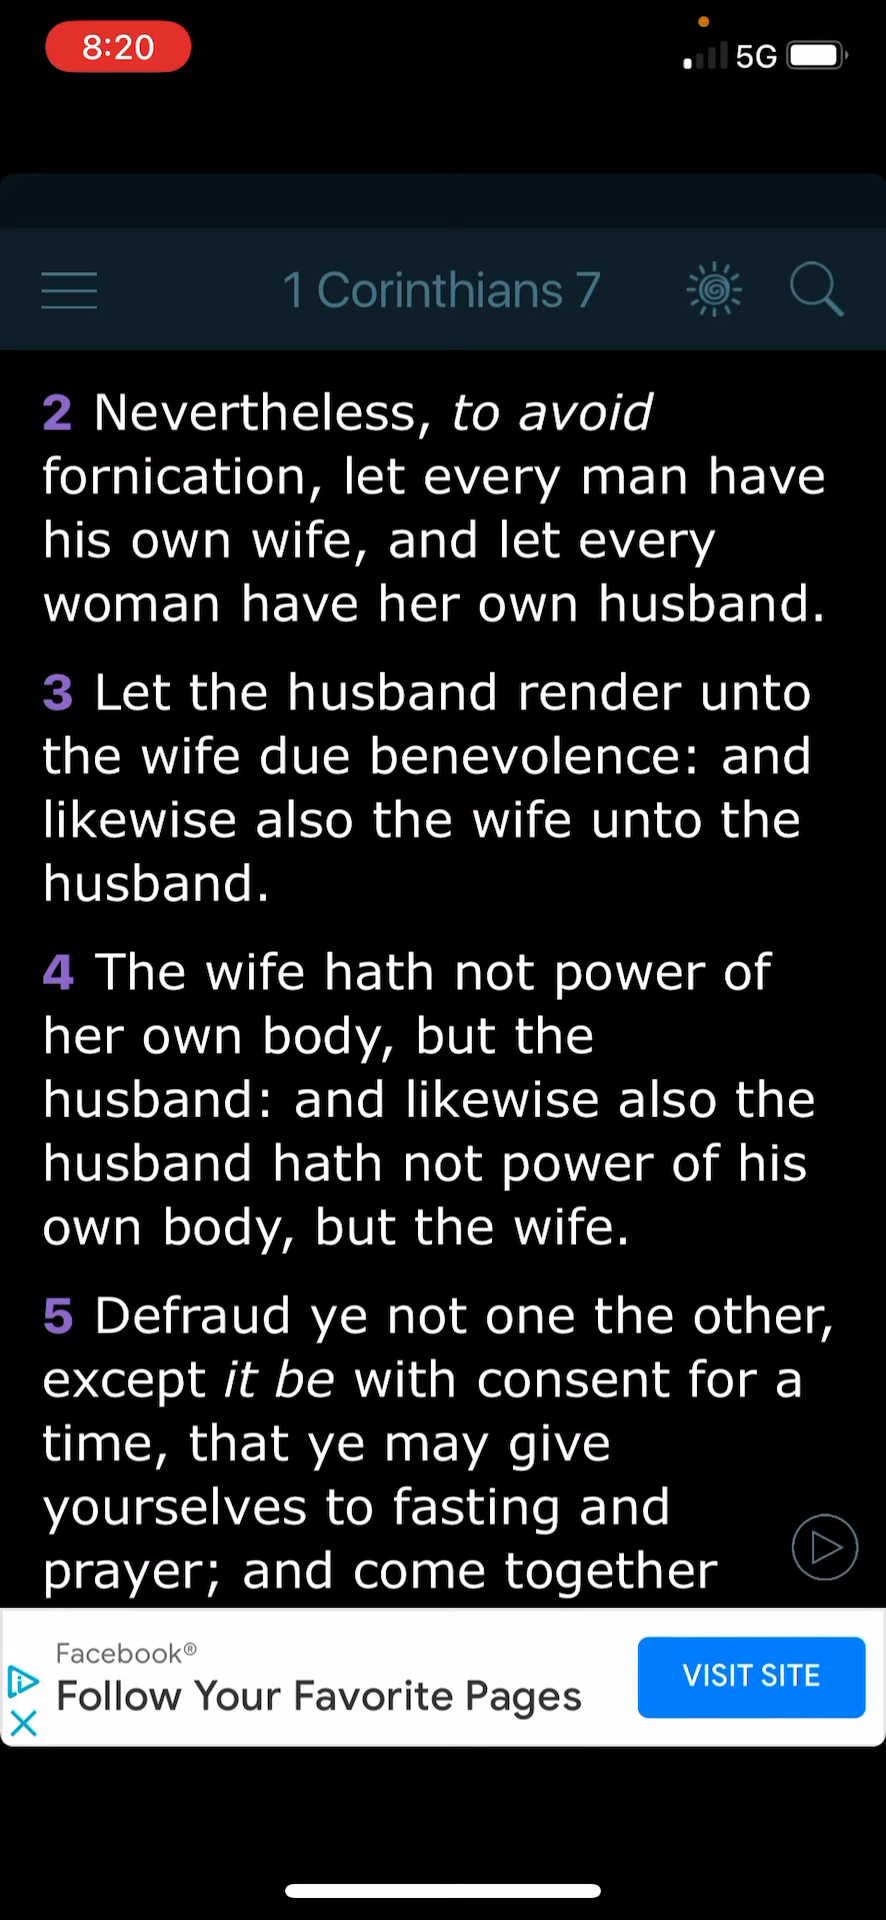 8:20
5G
1 Corinthians 7
2 Nevertheless, to avoid
fornication, let every man have
his own wife, and let every
woman have her own husband.
3 Let the husband render unto
the wife due benevolence: and
likewise also the wife unto the
husband.
4 The wife hath not power of
her own body, but the
husband: and likewise also the
husband hath not power of his
own body, but the wife.
5 Defraud ye not one the other,
except it be with consent for a
time, that ye may give
yourselves to fasting and
prayer; and come together
Facebook®
Follow Your Favorite Pages
VISIT SITE